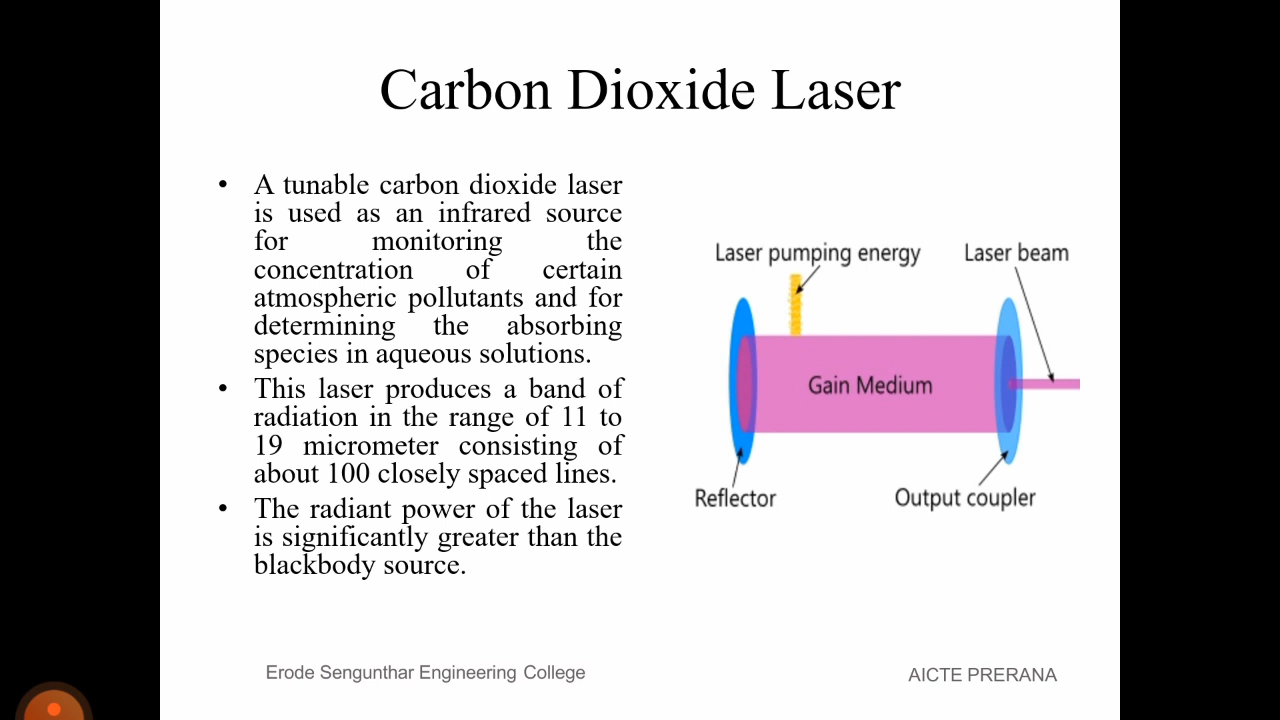 Carbon Dioxide Laser
• A tunable carbon dioxide laser
is used as an infrared source
for monitoring the
concentration of certain
atmospheric pollutants and for
determining the absorbing
species in aqueous solutions.
• This laser produces a band of
radiation in the range of 11 to
19 micrometer consisting of
about 100 closely spaced lines.
• The radiant power of the laser
is significantly greater than the
blackbody source.
Laser pumping energy
Laser beam
Gain Medium
Reflector
Output coupler
Erode Sengunthar Engineering College
AICTE PRERANA